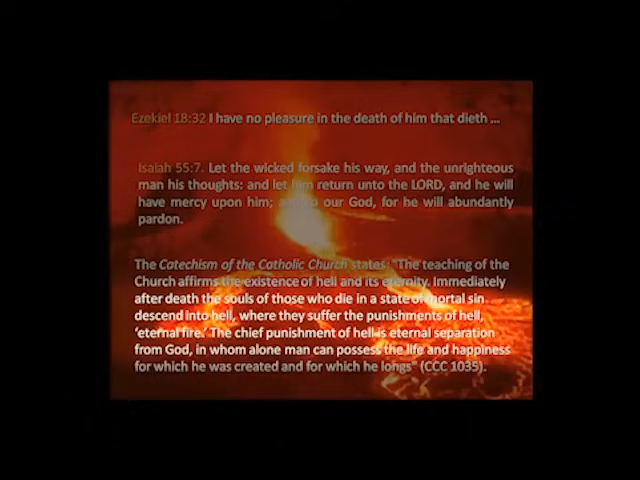 Ezekiel 18:32 I have no pleasure in the death of him that dieth ...
Isaiah 55:7. Let the wicked forsake his way, and the unrighteous
man his thoughts: and let him return unto the LORD, and he will
have mercy upon him; to our God, for he will abundantly
pardon.
The Catechism of the Catholic Church states: "The teaching of the
Church affirms the existence of hell and its eternity. Immediately
after death the souls of those who die in a state of mortal sin
descend into hell, where they suffer the punishments of hell,
'eternal fire.' The chief punishment of hell is eternal separation
from God, in whom alone man can possess the life and happiness
for which he was created and for which he longs" (CCC 1035).